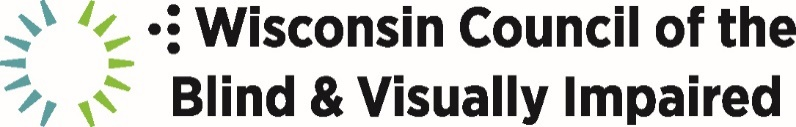 Wisconsin Council of the
Blind & Visually Impaired